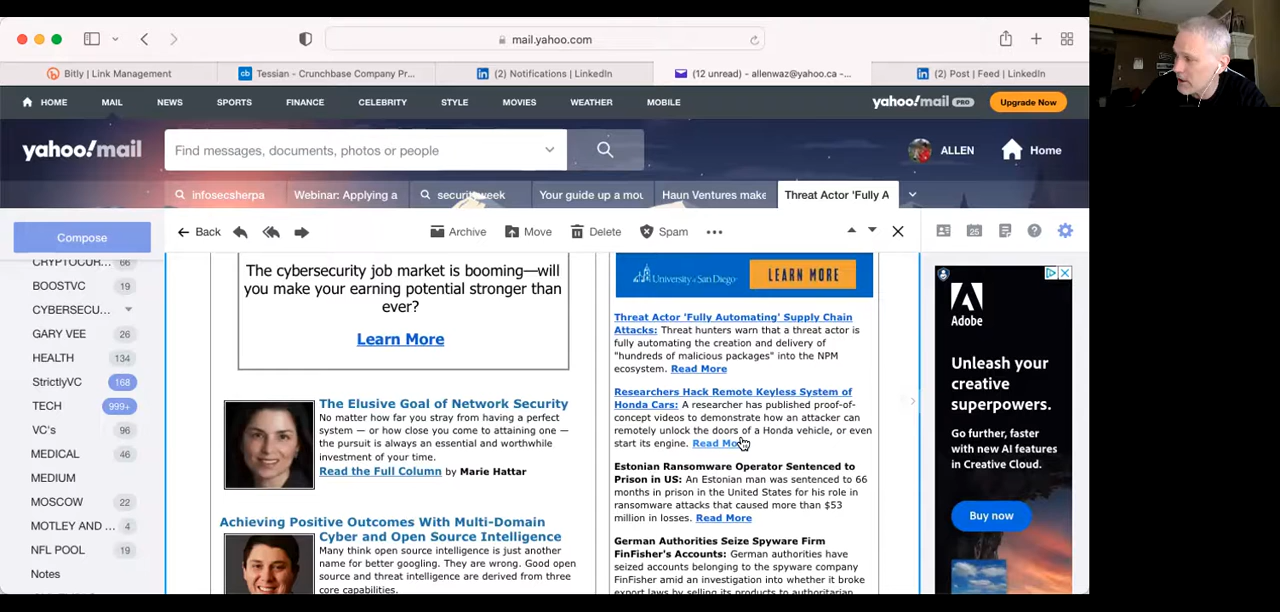 mail.yahoo.com
Bitly | Link Management
cb Tessian - Crunchbase Company Pr...
(2) Notifications | LinkedIn
(12 unread) - allenwaz@yahoo.ca -...
(2) Post | Feed | LinkedIn
HOME MAIL NEWS SPORTS FINANCE CELEBRITY STYLE MOVIES WEATHER MOBILE yahoo!mail PRO Upgrade Now
yahoo!mail
Find messages, documents, photos or people
ALLEN
Home
infosecsherpa
Webinar: Applying a
securityweek
Your guide up a mou
Haun Ventures make
Threat Actor 'Fully A
Compose
Back
Archive Move Delete Spam
25
CRYPTOCUR... 66
BOOSTVC 19
CYBERSECU...
GARY VEE 26
HEALTH 134
StrictlyVC 168
TECH 999+
VC's 96
MEDICAL 46
MEDIUM
MOSCOW 22
MOTLEY AND ... 4
NFL POOL 19
Notes
The cybersecurity job market is booming—will
you make your earning potential stronger than
ever?
Learn More
The Elusive Goal of Network Security
No matter how far you stray from having a perfect
system — or how close you come to attaining one —
the pursuit is always an essential and worthwhile
investment of your time.
Read the Full Column by Marie Hattar
Achieving Positive Outcomes With Multi-Domain
Cyber and Open Source Intelligence
Many think open source intelligence is just another
name for better googling. They are wrong. Good open
source and threat intelligence are derived from three
core capabilities.
University of San Diego LEARN MORE
Threat Actor 'Fully Automating' Supply Chain
Attacks: Threat hunters warn that a threat actor is
fully automating the creation and delivery of
"hundreds of malicious packages" into the NPM
ecosystem. Read More
Researchers Hack Remote Keyless System of
Honda Cars: A researcher has published proof-of-
concept videos to demonstrate how an attacker can
remotely unlock the doors of a Honda vehicle, or even
start its engine. Read More
Estonian Ransomware Operator Sentenced to
Prison in US: An Estonian man was sentenced to 66
months in prison in the United States for his role in
ransomware attacks that caused more than $53
million in losses. Read More
German Authorities Seize Spyware Firm
FinFisher's Accounts: German authorities have
seized accounts belonging to the spyware company
FinFisher amid an investigation into whether it broke
export laws by selling its products to authoritarian
Adobe
Unleash your
creative
superpowers.
Go further, faster
with new AI features
in Creative Cloud.
Buy now